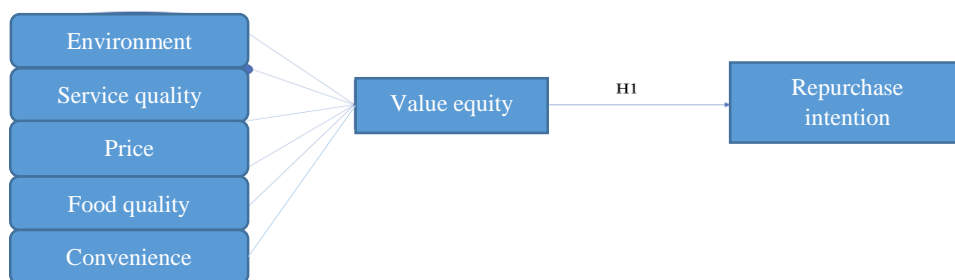 Environment
Service quality
Price
Food quality
Convenience
Value equity
H1
Repurchase
intention